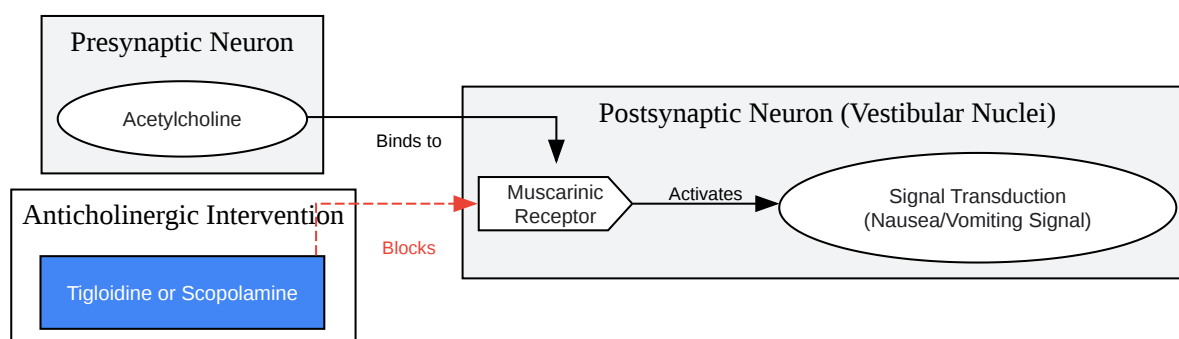 Presynaptic Neuron
Acetylcholine
Binds to
Postsynaptic Neuron (Vestibular Nuclei)
Muscarinic
Receptor
Activates
Signal Transduction
(Nausea/Vomiting Signal)
Anticholinergic Intervention
Blocks
Tigloidine or Scopolamine